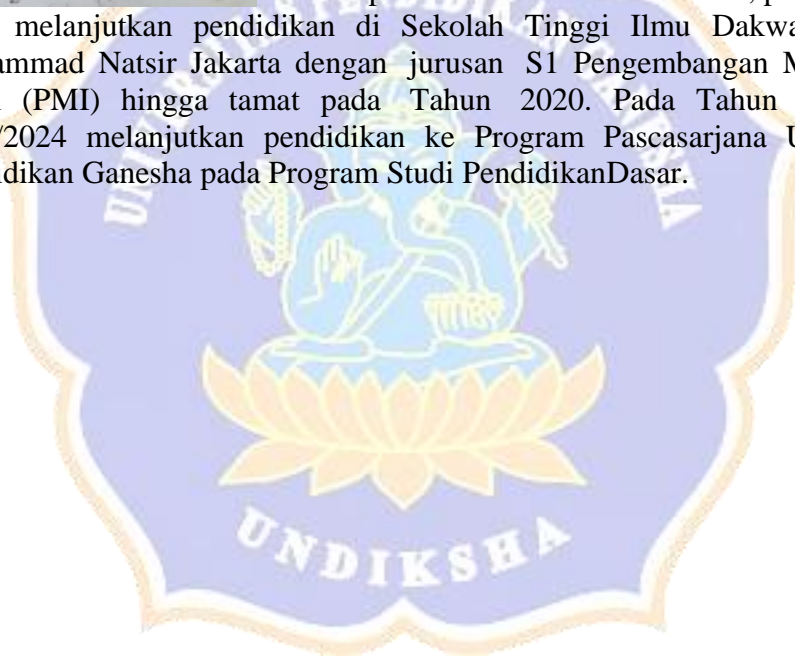 melanjutkan pendidikan di Sekolah Tinggi Ilmu
ammad Natsir Jakarta dengan jurusan S1 Pengembangan M
(PMI) hingga tamat pada Tahun 2020. Pada Tahun
/2024 melanjutkan pendidikan ke Program Pascasarjana U
dikan Ganesha pada Program Studi PendidikanDasar.
UNDIKSHA